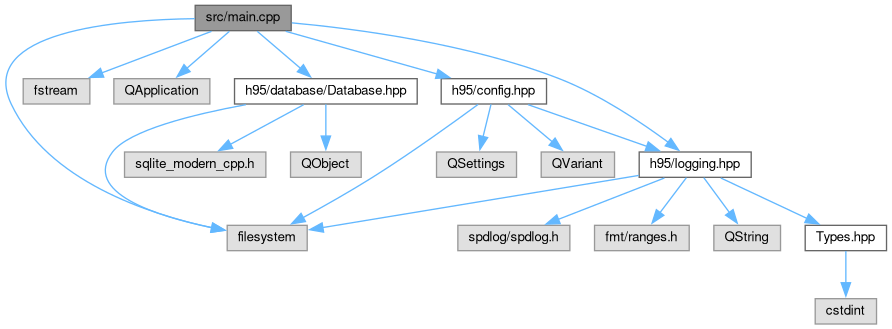 src/main.cpp
fstream
QApplication
h95/database/Database.hpp
h95/config.hpp
sqlite_modern_cpp.h
QObject
QSettings
QVariant
h95/logging.hpp
filesystem
spdlog/spdlog.h
fmt/ranges.h
QString
Types.hpp
cstdint